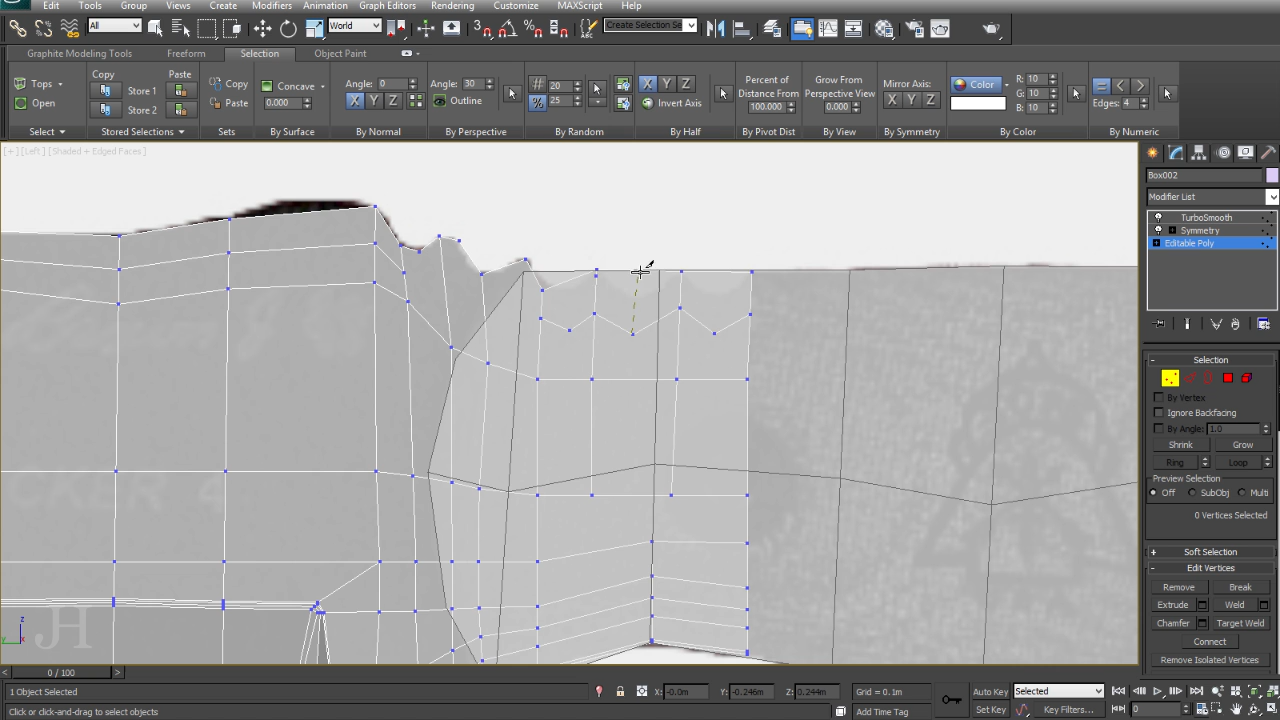 Edit Tools Group Views Create Modifiers Animation Graph Editors Rendering Customize MAXScript Help
All World Create Selection Se
Graphite Modeling Tools Freeform Selection Object Paint
Tops Copy Paste Copy Concave Angle: 0 Angle: 30 # 20 X Y Z Percent of Grow From Mirror Axis: Color R: 10
Store 1 Distance From Perspective View X Y Z G: 10
Open Store 2 Paste 0.000 X Y Z Outline % 25 Invert Axis 100.000 0.000 B: 10 Edges: 4
Select Stored Selections Sets By Surface By Normal By Perspective By Random By Half By Pivot Dist By View By Symmetry By Color By Numeric
[+] [Left] [Shaded + Edged Faces]
Box002
Modifier List
TurboSmooth
Symmetry
Editable Poly
Selection
By Vertex
Ignore Backfacing
By Angle: 1.0
Shrink Grow
Ring Loop
Preview Selection
Off SubObj Multi
0 Vertices Selected
Soft Selection
Edit Vertices
Remove Break
Extrude Weld
Chamfer Target Weld
Connect
Remove Isolated Vertices
JH
z
y x
0 / 100
1 Object Selected X: -0.0m Y: -0.246m Z: 0.244m Grid = 0.1m Auto Key Selected
Click or click-and-drag to select objects Add Time Tag Set Key Key Filters... 0